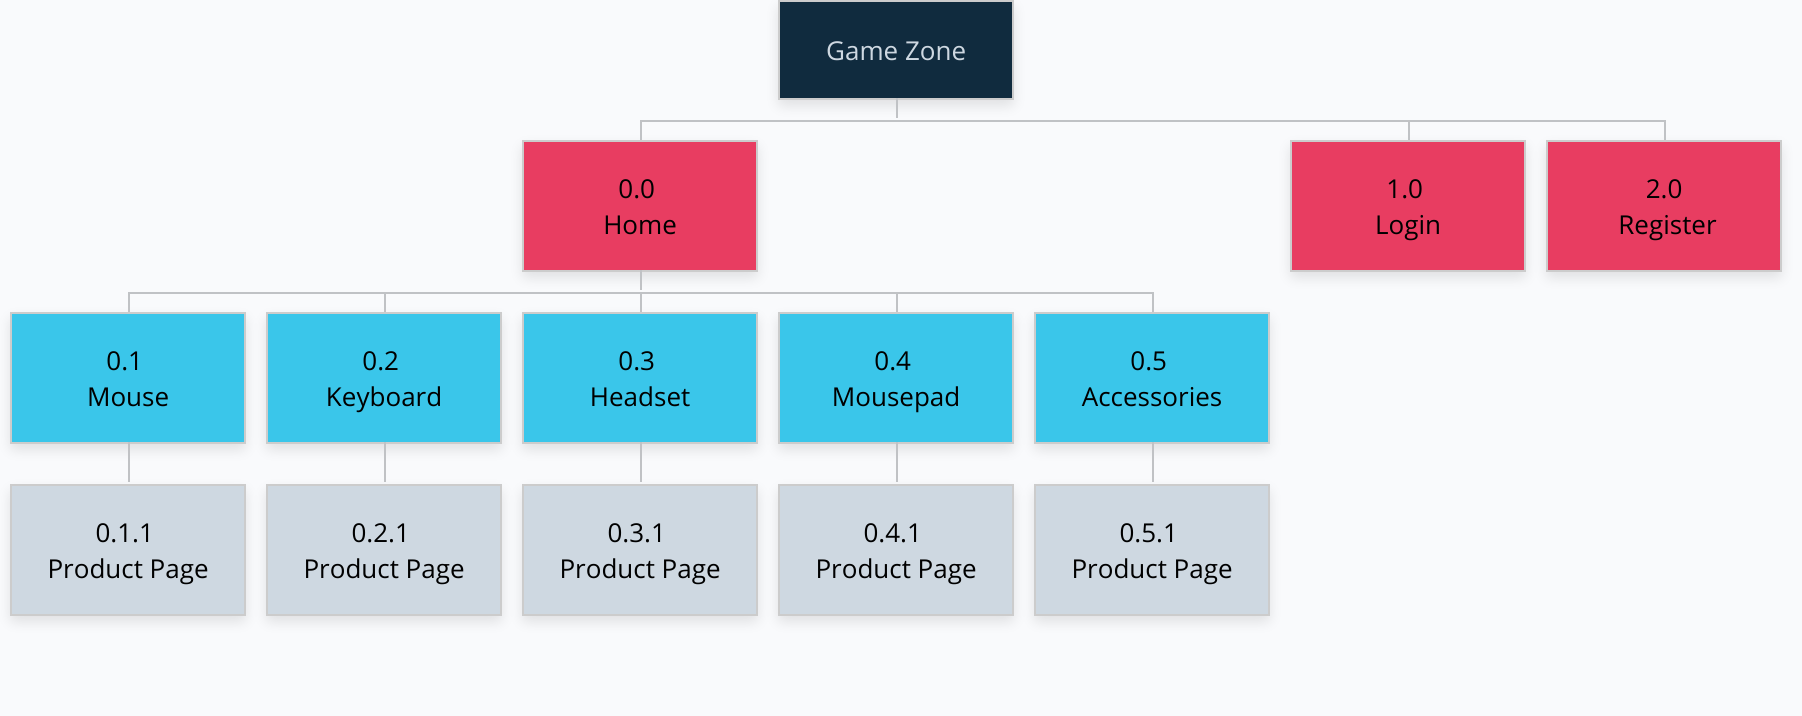 Game Zone
0.0
Home
1.0
Login
2.0
Register
0.1
Mouse
0.2
Keyboard
0.3
Headset
0.4
Mousepad
0.5
Accessories
0.1.1
Product Page
0.2.1
Product Page
0.3.1
Product Page
0.4.1
Product Page
0.5.1
Product Page